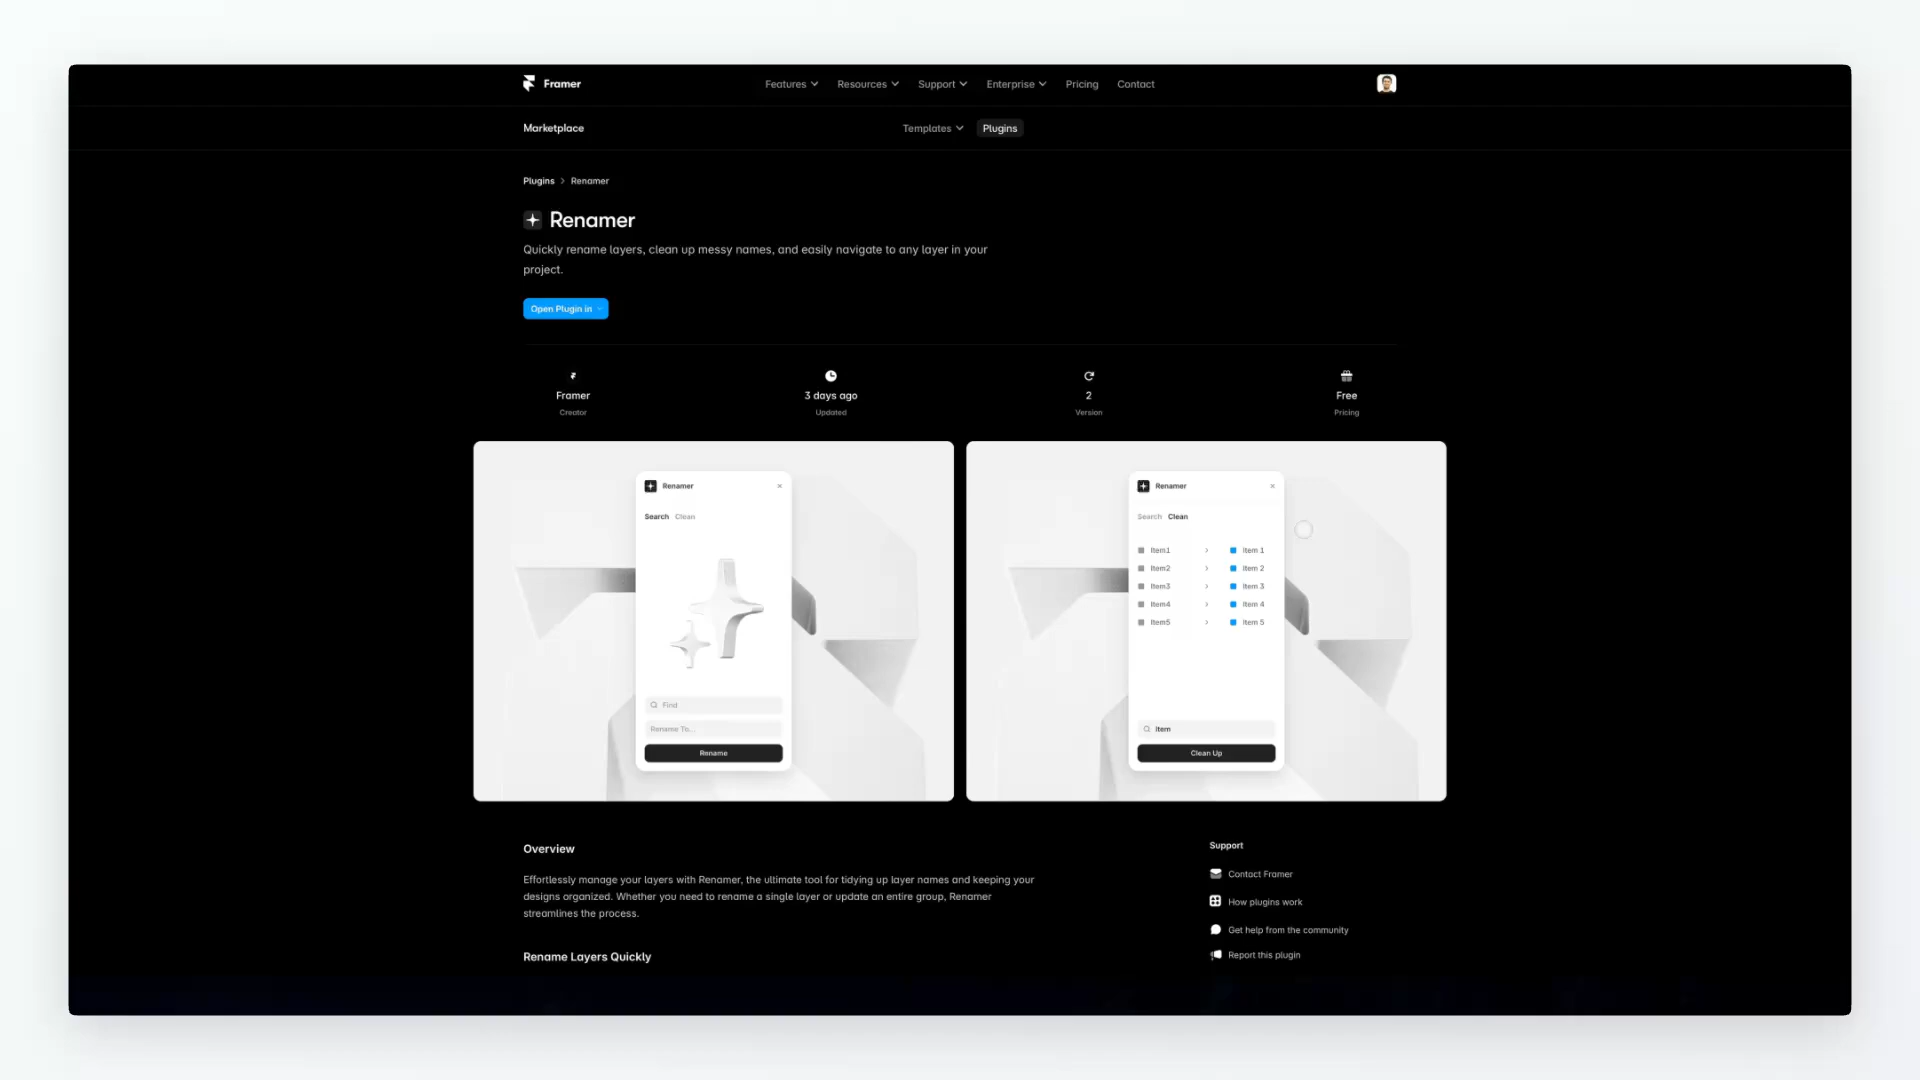 Framer
Features
Resources
Support
Enterprise
Pricing
Contact
Marketplace
Templates
Plugins
Plugins > Renamer
Renamer
Quickly rename layers, clean up messy names, and easily navigate to any layer in your
project.
Open Plugin in
Framer
Creator
3 days ago
Updated
2
Version
Free
Pricing
Renamer
Search Clean
Find
Rename To...
Rename
Renamer
Search Clean
Item1 > Item 1
Item2 > Item 2
Item3 > Item 3
Item4 > Item 4
Item5 > Item 5
Item
Clean Up
Overview
Effortlessly manage your layers with Renamer, the ultimate tool for tidying up layer names and keeping your
designs organized. Whether you need to rename a single layer or update an entire group, Renamer
streamlines the process.
Rename Layers Quickly
Support
Contact Framer
How plugins work
Get help from the community
Report this plugin